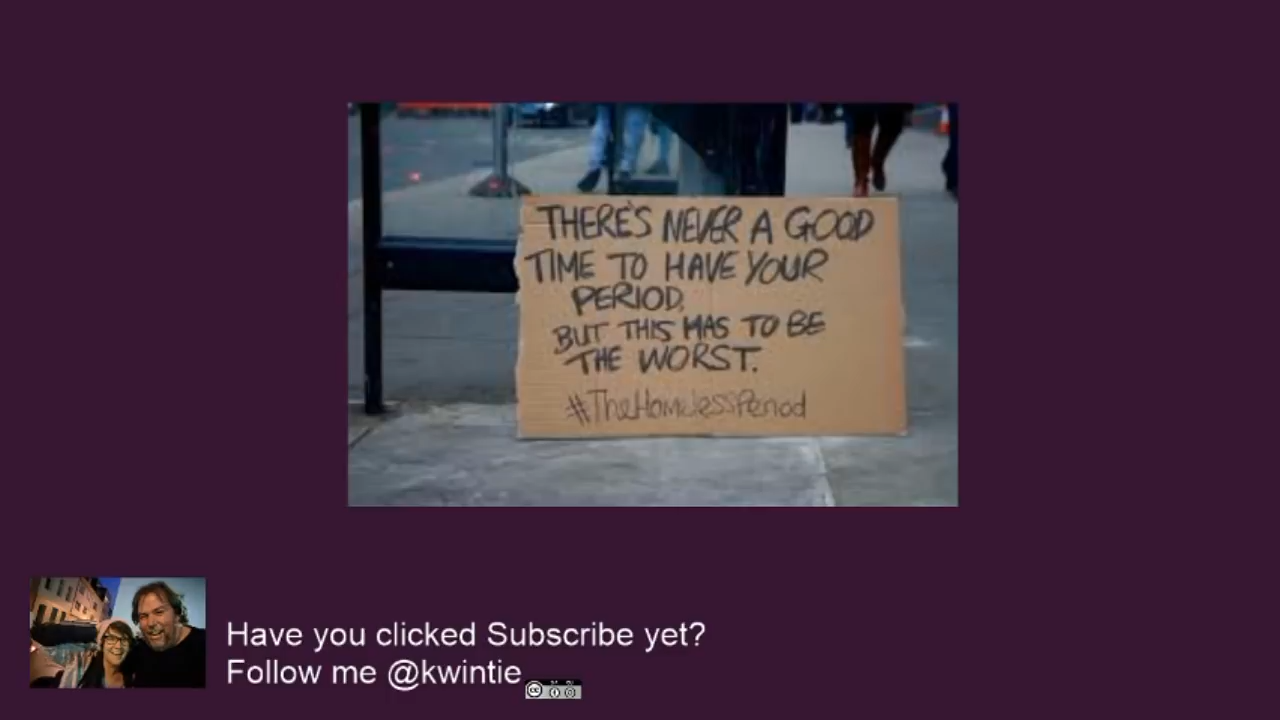 THERE'S NEVER A GOOD
TIME TO HAVE YOUR
PERIOD,
BUT THIS HAS TO BE
THE WORST.
#TheHomelessPeriod
Have you clicked Subscribe yet?
Follow me @kwintie